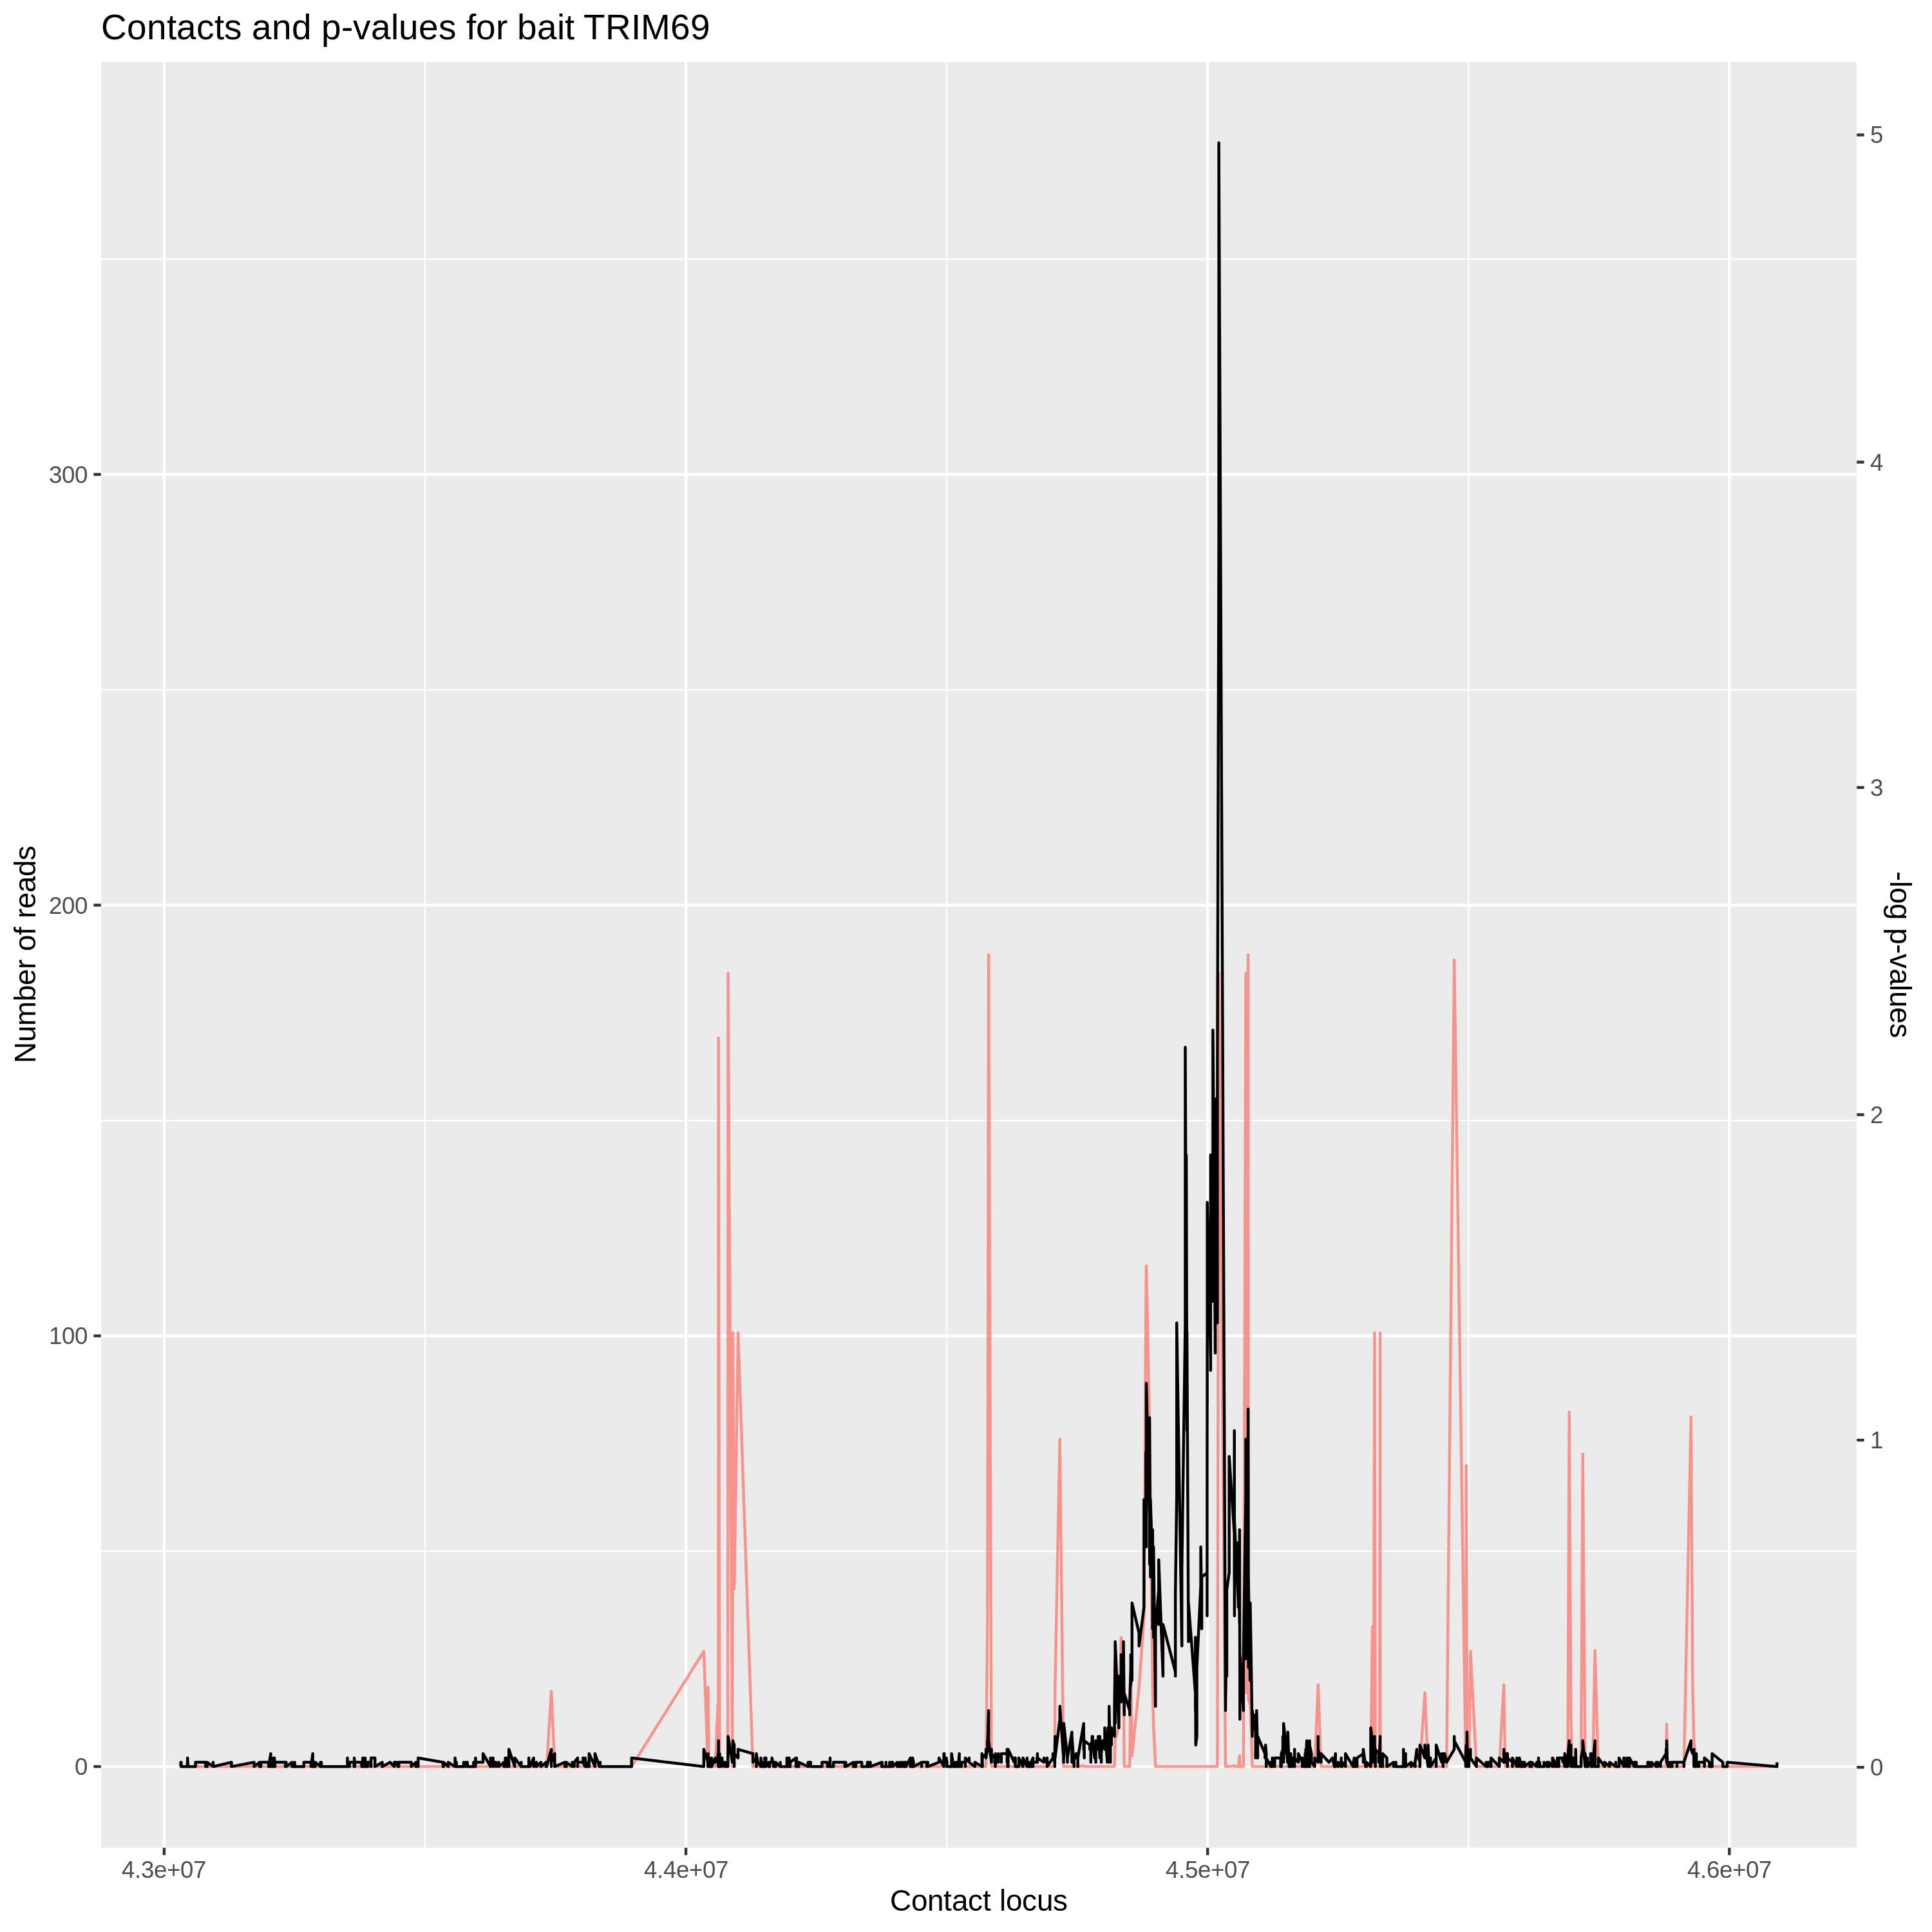 Contacts and p-values for bait TRIM69
Number of reads
300
200
100
0
5
4
3
2
1
0
-log p-values
4.3e+07
4.4e+07
4.5e+07
4.6e+07
Contact locus